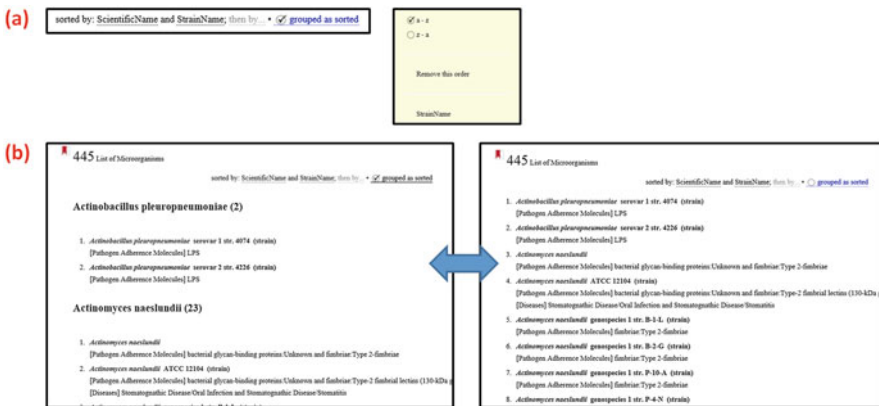 (a)
sorted by: ScientificName and StrainName; then by... • grouped as sorted
a - z
z - a
Remove this order
StrainName
(b)
445 List of Microorganisms
sorted by: ScientificName and StrainName; then by... • grouped as sorted
Actinobacillus pleuropneumoniae (2)
1. Actinobacillus pleuropneumoniae serovar 1 str. 4074 (strain)
[Pathogen Adherence Molecules] LPS
2. Actinobacillus pleuropneumoniae serovar 2 str. 4226 (strain)
[Pathogen Adherence Molecules] LPS
Actinomyces naeslundii (23)
1. Actinomyces naeslundii
[Pathogen Adherence Molecules] bacterial glycan-binding proteins:Unknown and fimbriae:Type 2-fimbriae
2. Actinomyces naeslundii ATCC 12104 (strain)
[Pathogen Adherence Molecules] bacterial glycan-binding proteins:Unknown and fimbriae:Type-2 fimbrial lectins (130-kDa
[Diseases] Stomatognathic Disease/Oral Infection and Stomatognathic Disease/Stomatitis
445 List of Microorganisms
sorted by: ScientificName and StrainName; then by... • grouped as sorted
1. Actinobacillus pleuropneumoniae serovar 1 str. 4074 (strain)
[Pathogen Adherence Molecules] LPS
2. Actinobacillus pleuropneumoniae serovar 2 str. 4226 (strain)
[Pathogen Adherence Molecules] LPS
3. Actinomyces naeslundii
[Pathogen Adherence Molecules] bacterial glycan-binding proteins:Unknown and fimbriae:Type 2-fimbriae
4. Actinomyces naeslundii ATCC 12104 (strain)
[Pathogen Adherence Molecules] bacterial glycan-binding proteins:Unknown and fimbriae:Type-2 fimbrial lectins (130-kDa
[Diseases] Stomatognathic Disease/Oral Infection and Stomatognathic Disease/Stomatitis
5. Actinomyces naeslundii genospecies 1 str. B-1-L (strain)
[Pathogen Adherence Molecules] fimbriae:Type 2-fimbriae
6. Actinomyces naeslundii genospecies 1 str. B-2-G (strain)
[Pathogen Adherence Molecules] fimbriae:Type 2-fimbriae
7. Actinomyces naeslundii genospecies 1 str. P-10-A (strain)
[Pathogen Adherence Molecules] fimbriae:Type 2-fimbriae
8. Actinomyces naeslundii genospecies 1 str. P-4-N (strain)